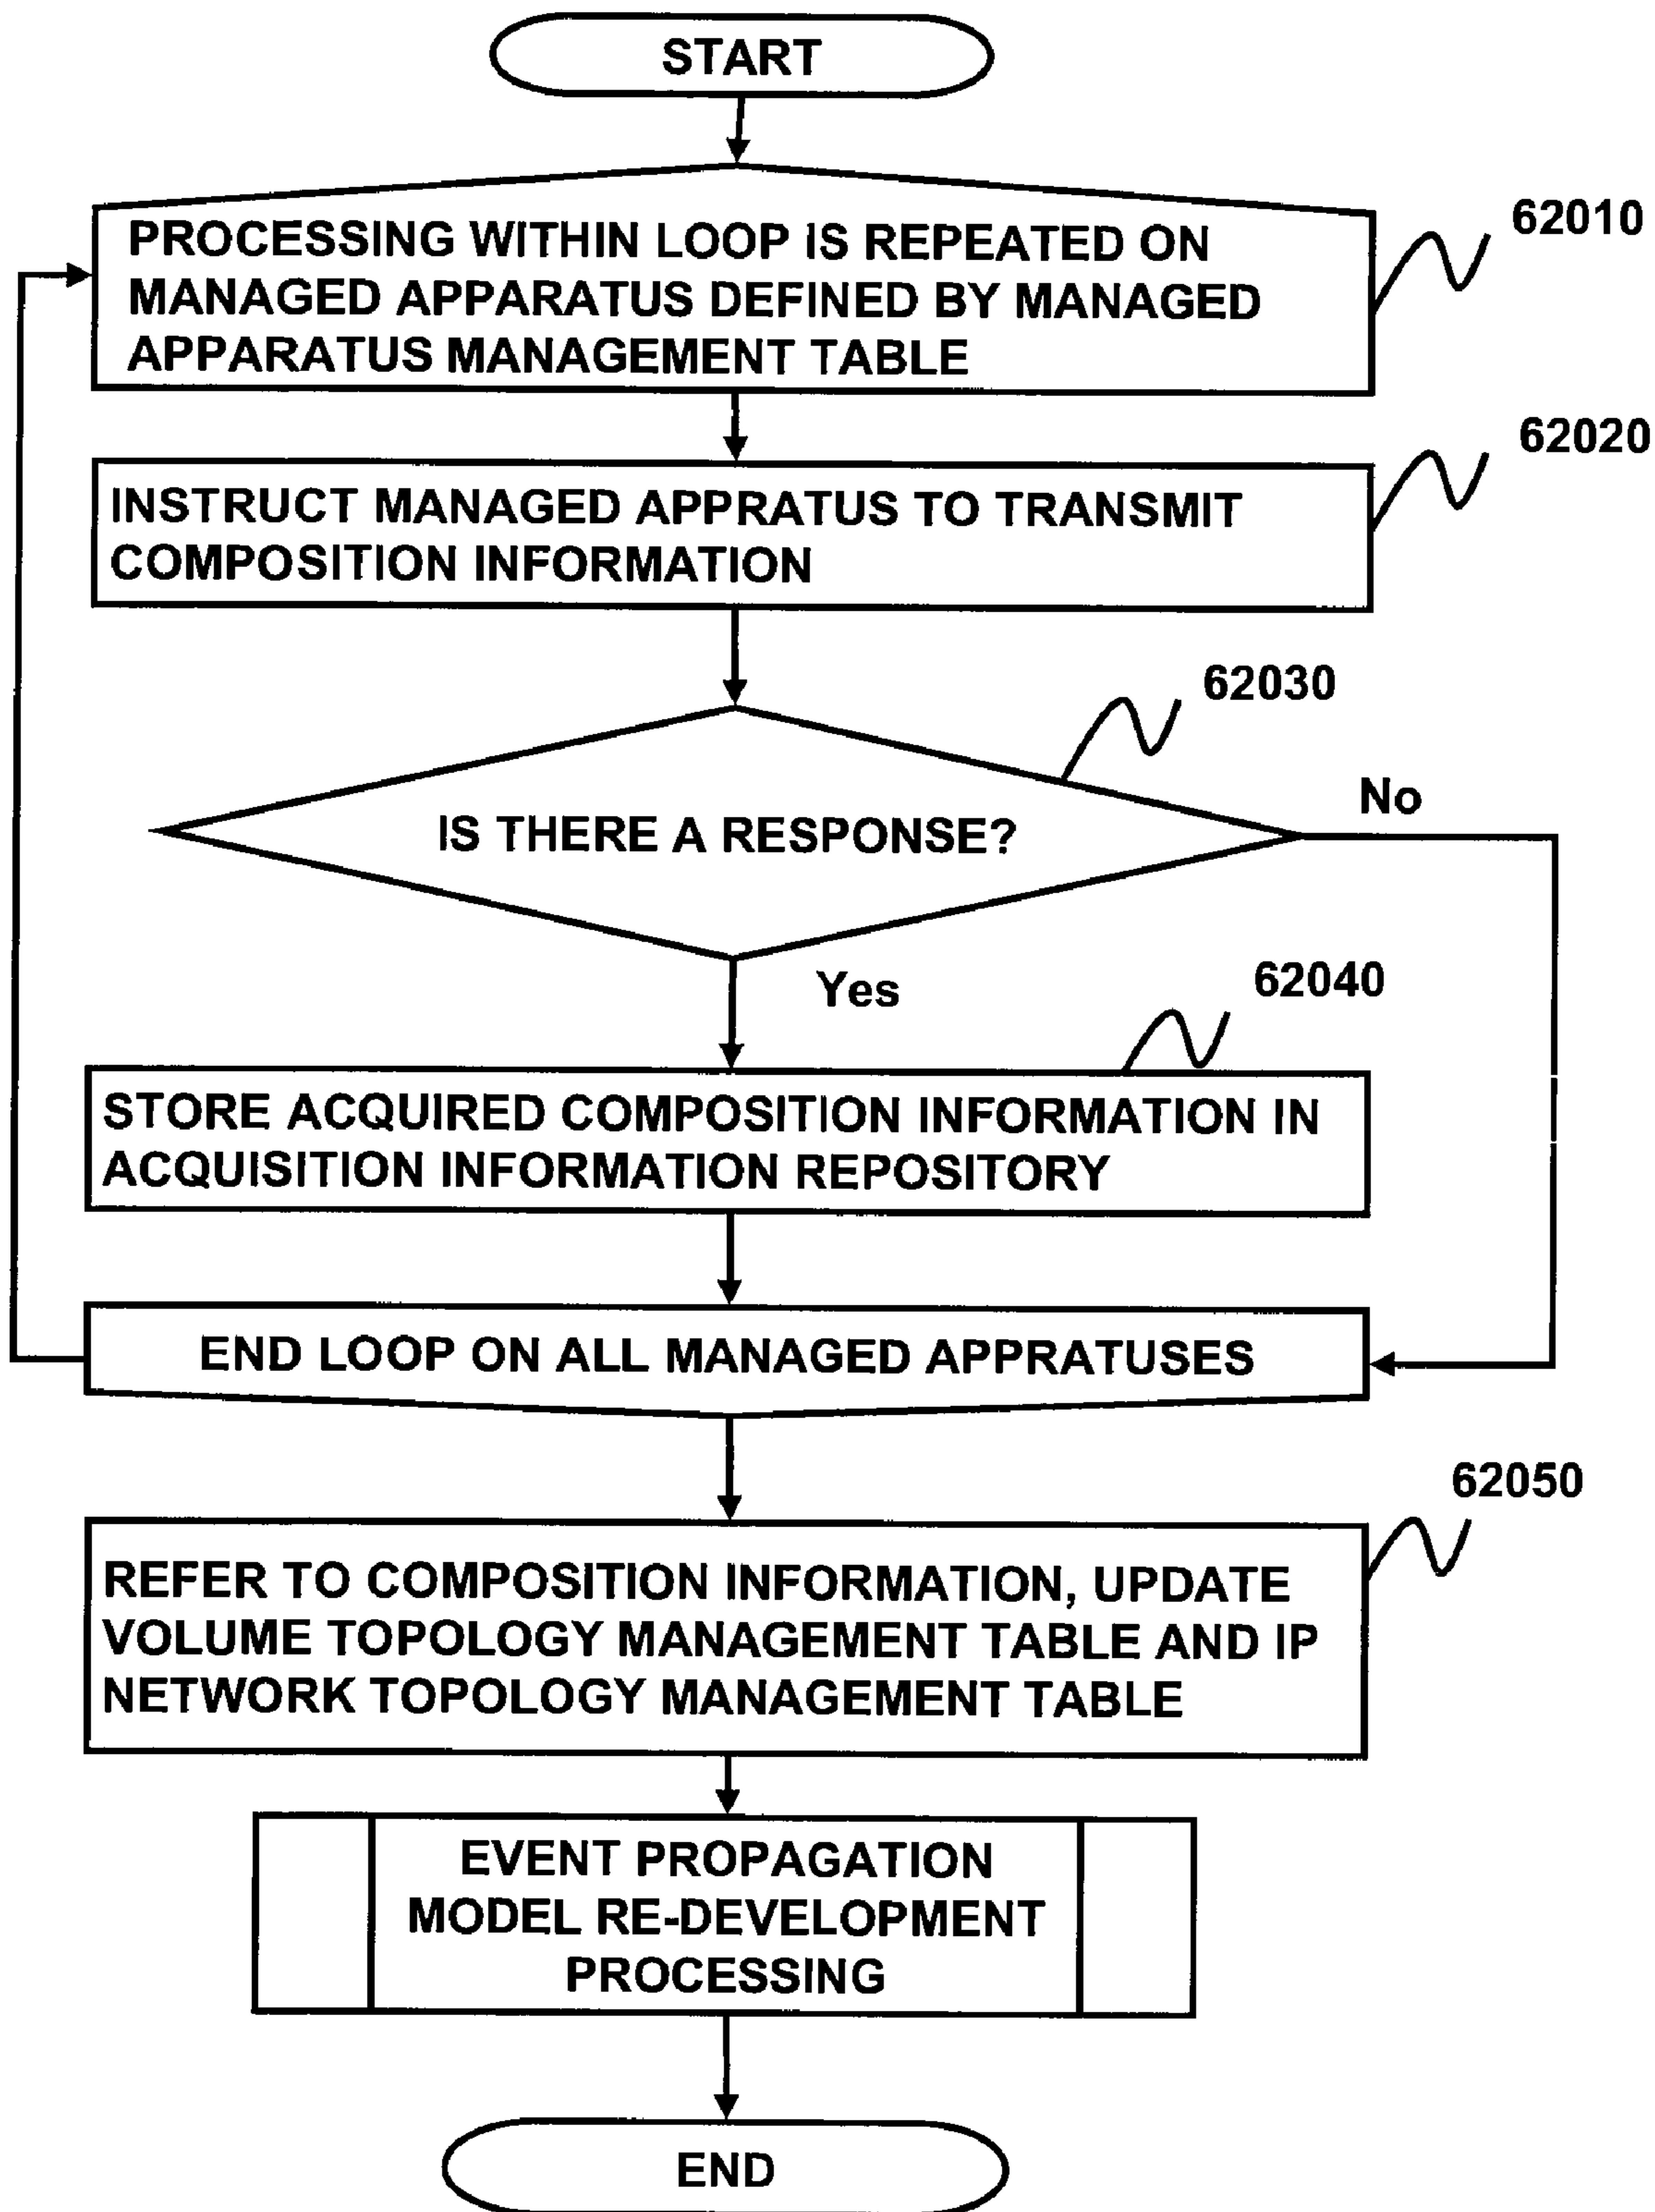 START
PROCESSING WITHIN LOOP IS REPEATED ON
MANAGED APPARATUS DEFINED BY MANAGED
APPARATUS MANAGEMENT TABLE
62010
INSTRUCT MANAGED APPRATUS TO TRANSMIT
COMPOSITION INFORMATION
62020
IS THERE A RESPONSE?
62030
No
Yes
62040
STORE ACQUIRED COMPOSITION INFORMATION IN
ACQUISITION INFORMATION REPOSITORY
END LOOP ON ALL MANAGED APPRATUSES
62050
REFER TO COMPOSITION INFORMATION, UPDATE
VOLUME TOPOLOGY MANAGEMENT TABLE AND IP
NETWORK TOPOLOGY MANAGEMENT TABLE
EVENT PROPAGATION
MODEL RE-DEVELOPMENT
PROCESSING
END